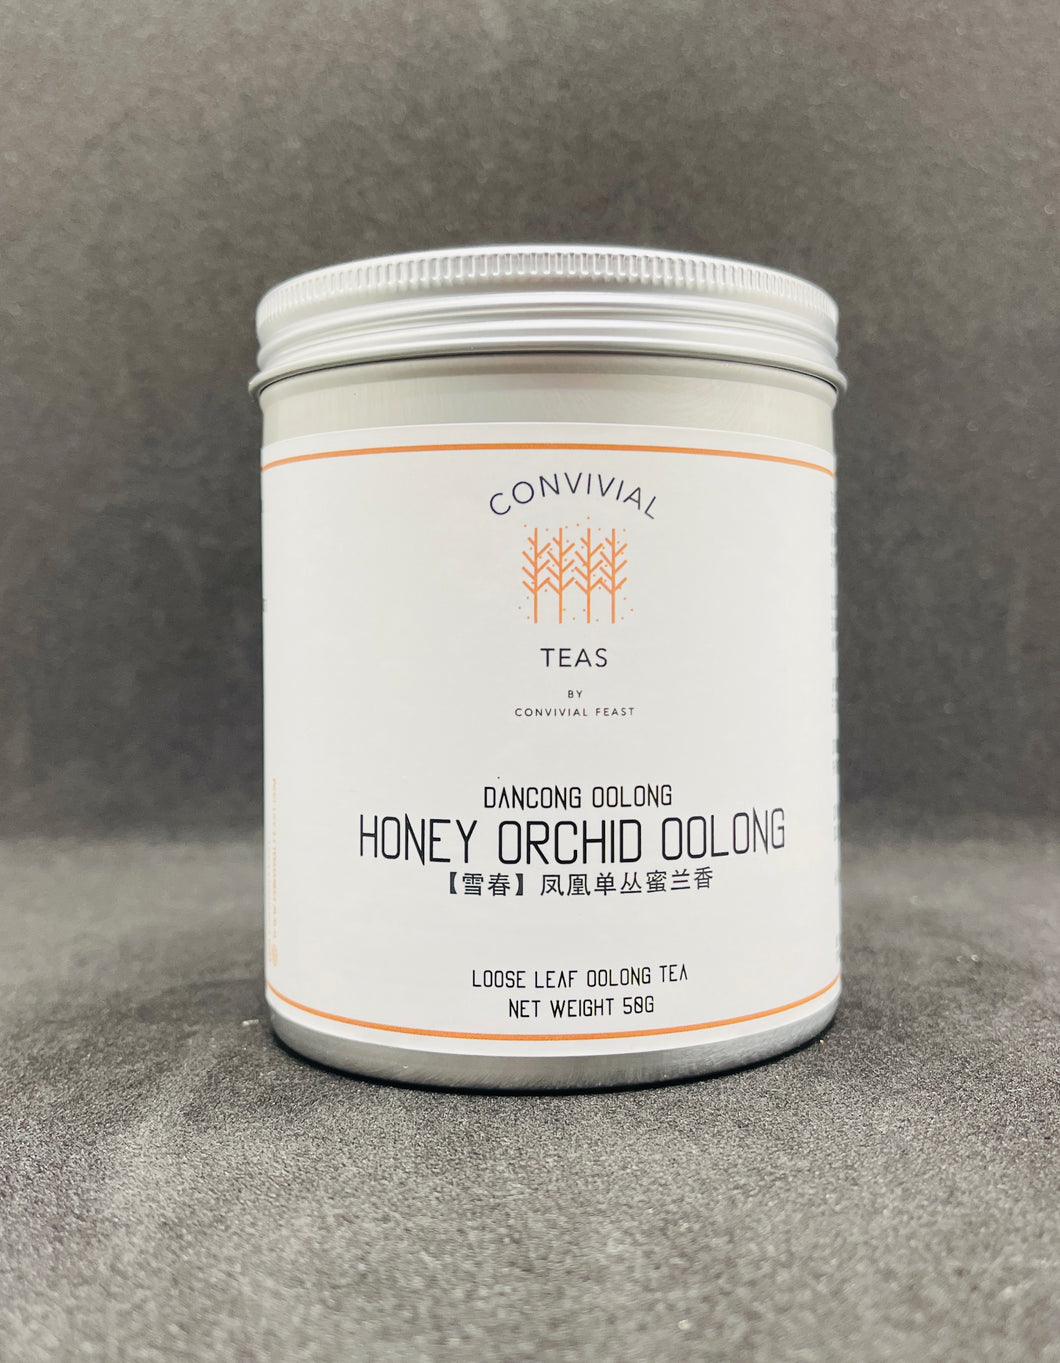 CONVIVIAL
TEAS
BY
CONVIVIAL FEAST
DANCONG OOLONG
HONEY ORCHID OOLONG
【雪春】凤凰单丛蜜兰香
LOOSE LEAF OOLONG TEA
NET WEIGHT 50G